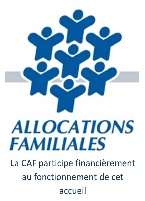 ALLOCATIONS
FAMILIALES
La CAF participe financièrement
au fonctionnement de cet
accueil